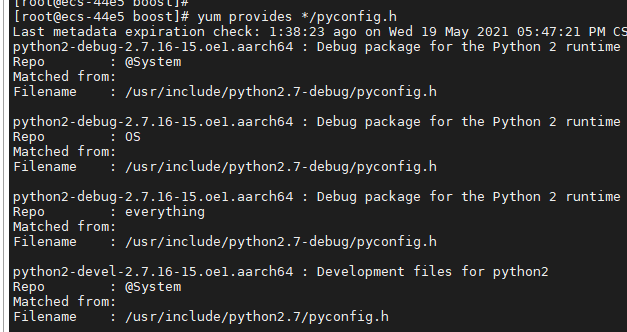 [root@ecs-44e5 boost]#
[root@ecs-44e5 boost]# yum provides */pyconfig.h
Last metadata expiration check: 1:38:23 ago on Wed 19 May 2021 05:47:21 PM CS
python2-debug-2.7.16-15.oe1.aarch64 : Debug package for the Python 2 runtime
Repo        : @System
Matched from:
Filename    : /usr/include/python2.7-debug/pyconfig.h

python2-debug-2.7.16-15.oe1.aarch64 : Debug package for the Python 2 runtime
Repo        : OS
Matched from:
Filename    : /usr/include/python2.7-debug/pyconfig.h

python2-debug-2.7.16-15.oe1.aarch64 : Debug package for the Python 2 runtime
Repo        : everything
Matched from:
Filename    : /usr/include/python2.7-debug/pyconfig.h

python2-devel-2.7.16-15.oe1.aarch64 : Development files for python2
Repo        : @System
Matched from:
Filename    : /usr/include/python2.7/pyconfig.h